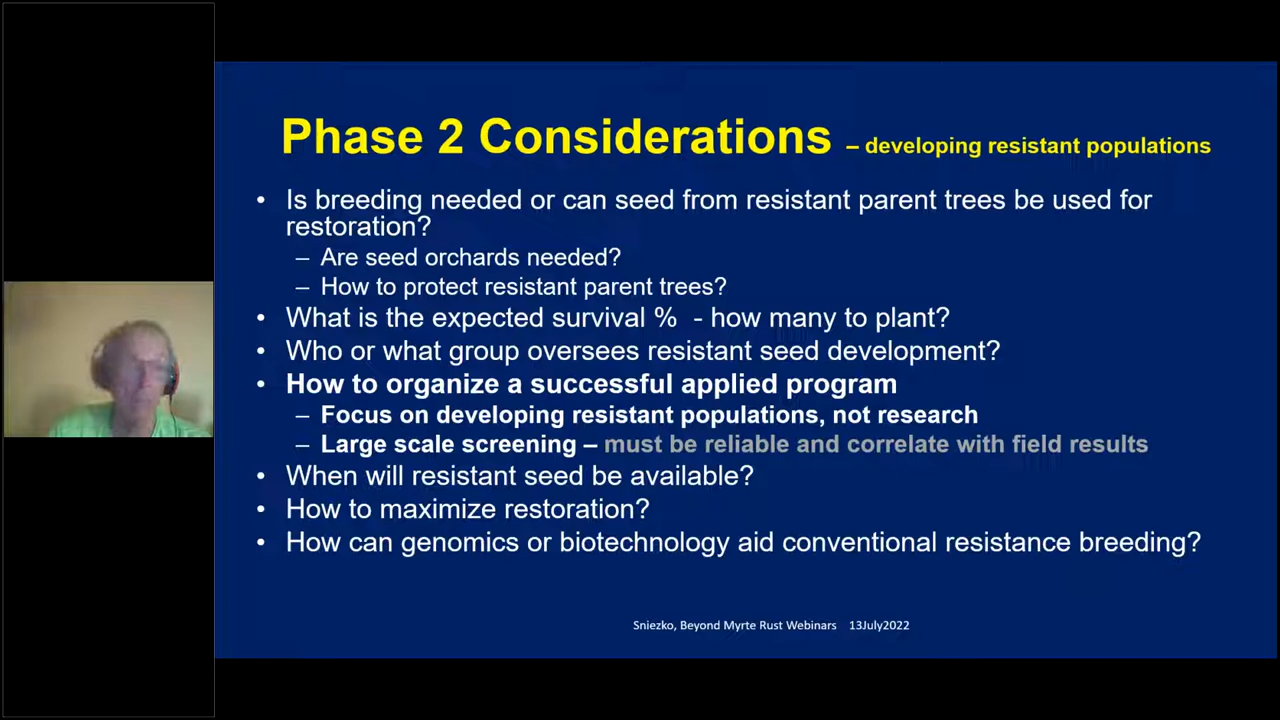 Phase 2 Considerations – developing resistant populations
• Is breeding needed or can seed from resistant parent trees be used for
restoration?
– Are seed orchards needed?
– How to protect resistant parent trees?
• What is the expected survival % - how many to plant?
• Who or what group oversees resistant seed development?
• How to organize a successful applied program
– Focus on developing resistant populations, not research
– Large scale screening – must be reliable and correlate with field results
• When will resistant seed be available?
• How to maximize restoration?
• How can genomics or biotechnology aid conventional resistance breeding?
Sniezko, Beyond Myrte Rust Webinars 13July2022